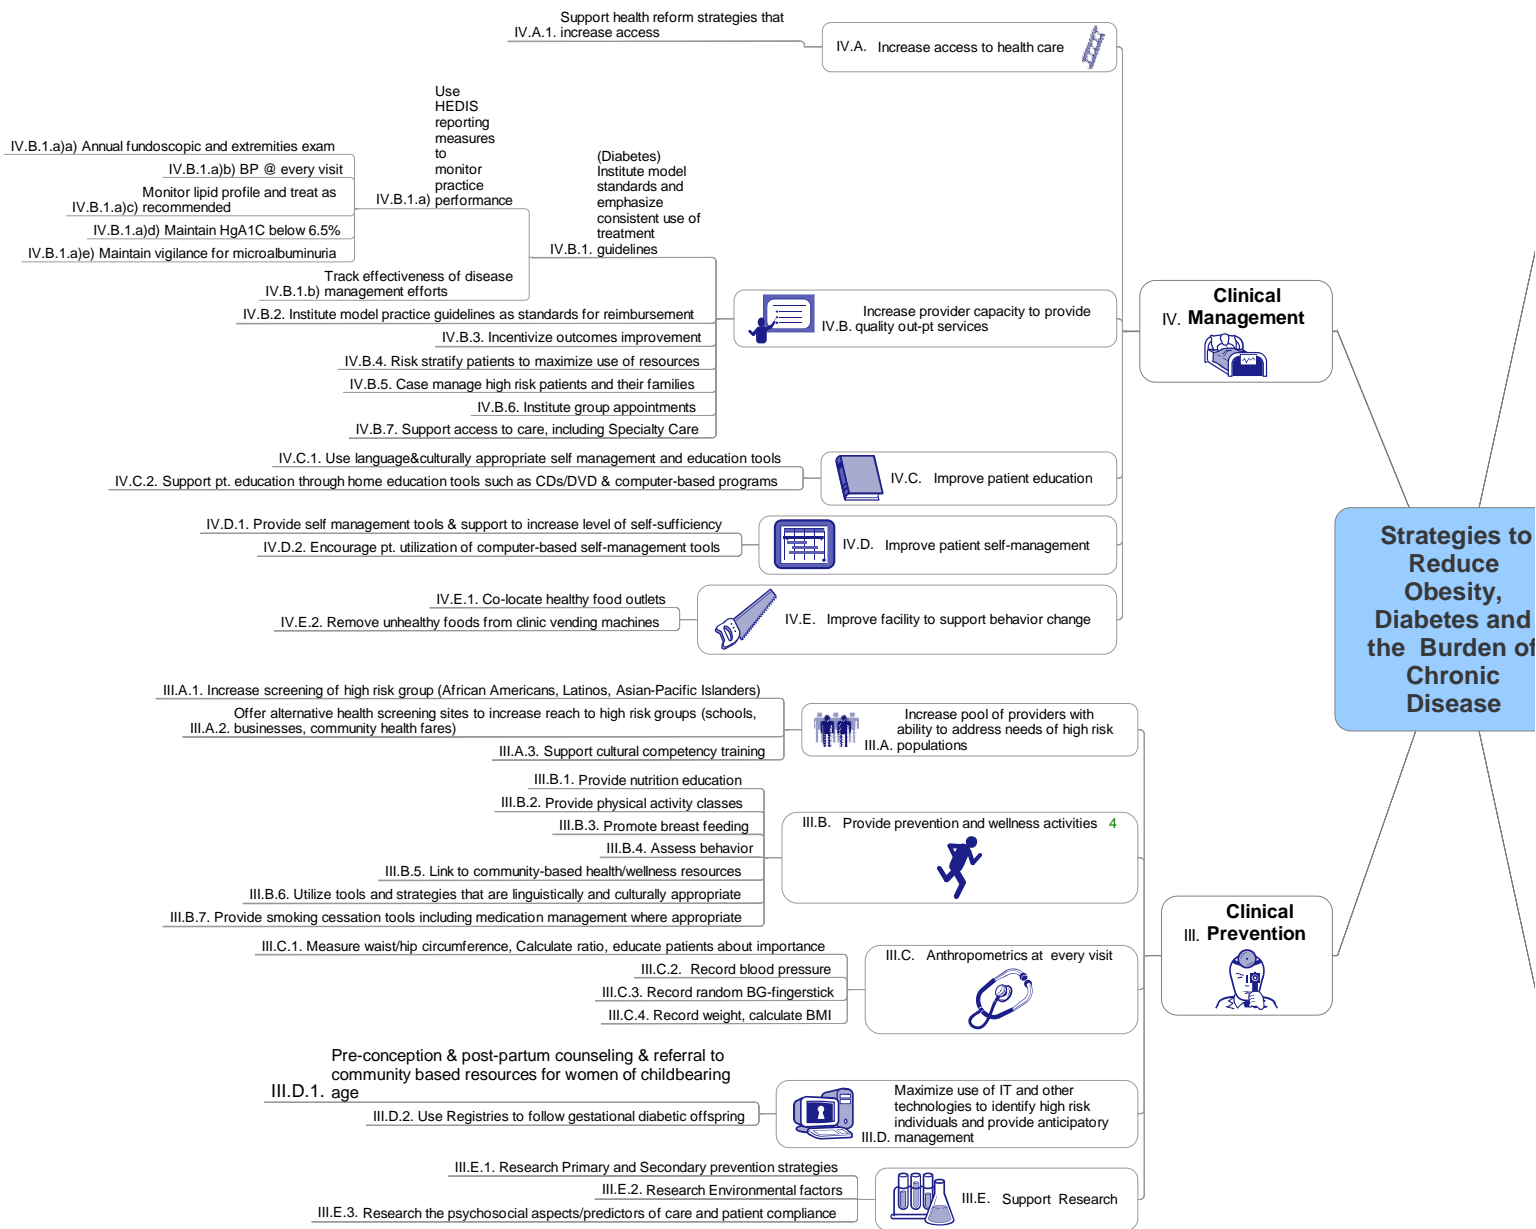 Support health reform strategies that
IV.A.1. increase access
IV.A. Increase access to health care
Use
HEDIS
reporting
measures
to
monitor
practice
IV.B.1.a) performance
IV.B.1.a)a) Annual fundoscopic and extremities exam
IV.B.1.a)b) BP @ every visit
Monitor lipid profile and treat as
IV.B.1.a)c) recommended
IV.B.1.a)d) Maintain HgA1C below 6.5%
IV.B.1.a)e) Maintain vigilance for microalbuminuria
(Diabetes)
Institute model
standards and
emphasize
consistent use of
treatment
IV.B.1. guidelines
Track effectiveness of disease
IV.B.1.b) management efforts
IV.B.2. Institute model practice guidelines as standards for reimbursement
IV.B.3. Incentivize outcomes improvement
IV.B.4. Risk stratify patients to maximize use of resources
IV.B.5. Case manage high risk patients and their families
IV.B.6. Institute group appointments
IV.B.7. Support access to care, including Specialty Care
Increase provider capacity to provide
IV.B. quality out-pt services
Clinical
IV. Management
IV.C.1. Use language&culturally appropriate self management and education tools
IV.C.2. Support pt. education through home education tools such as CDs/DVD & computer-based programs
IV.C. Improve patient education
IV.D.1. Provide self management tools & support to increase level of self-sufficiency
IV.D.2. Encourage pt. utilization of computer-based self-management tools
IV.D. Improve patient self-management
IV.E.1. Co-locate healthy food outlets
IV.E.2. Remove unhealthy foods from clinic vending machines
IV.E. Improve facility to support behavior change
Strategies to
Reduce
Obesity,
Diabetes and
the Burden of
Chronic
Disease
III.A.1. Increase screening of high risk group (African Americans, Latinos, Asian-Pacific Islanders)
Offer alternative health screening sites to increase reach to high risk groups (schools,
III.A.2. businesses, community health fares)
III.A.3. Support cultural competency training
Increase pool of providers with
ability to address needs of high risk
III.A. populations
III.B.1. Provide nutrition education
III.B.2. Provide physical activity classes
III.B.3. Promote breast feeding
III.B.4. Assess behavior
III.B.5. Link to community-based health/wellness resources
III.B.6. Utilize tools and strategies that are linguistically and culturally appropriate
III.B.7. Provide smoking cessation tools including medication management where appropriate
III.B. Provide prevention and wellness activities 4
Clinical
III. Prevention
III.C.1. Measure waist/hip circumference, Calculate ratio, educate patients about importance
III.C.2. Record blood pressure
III.C.3. Record random BG-fingerstick
III.C.4. Record weight, calculate BMI
III.C. Anthropometrics at every visit
Pre-conception & post-partum counseling & referral to
community based resources for women of childbearing
III.D.1. age
III.D.2. Use Registries to follow gestational diabetic offspring
Maximize use of IT and other
technologies to identify high risk
individuals and provide anticipatory
III.D. management
III.E.1. Research Primary and Secondary prevention strategies
III.E.2. Research Environmental factors
III.E.3. Research the psychosocial aspects/predictors of care and patient compliance
III.E. Support Research